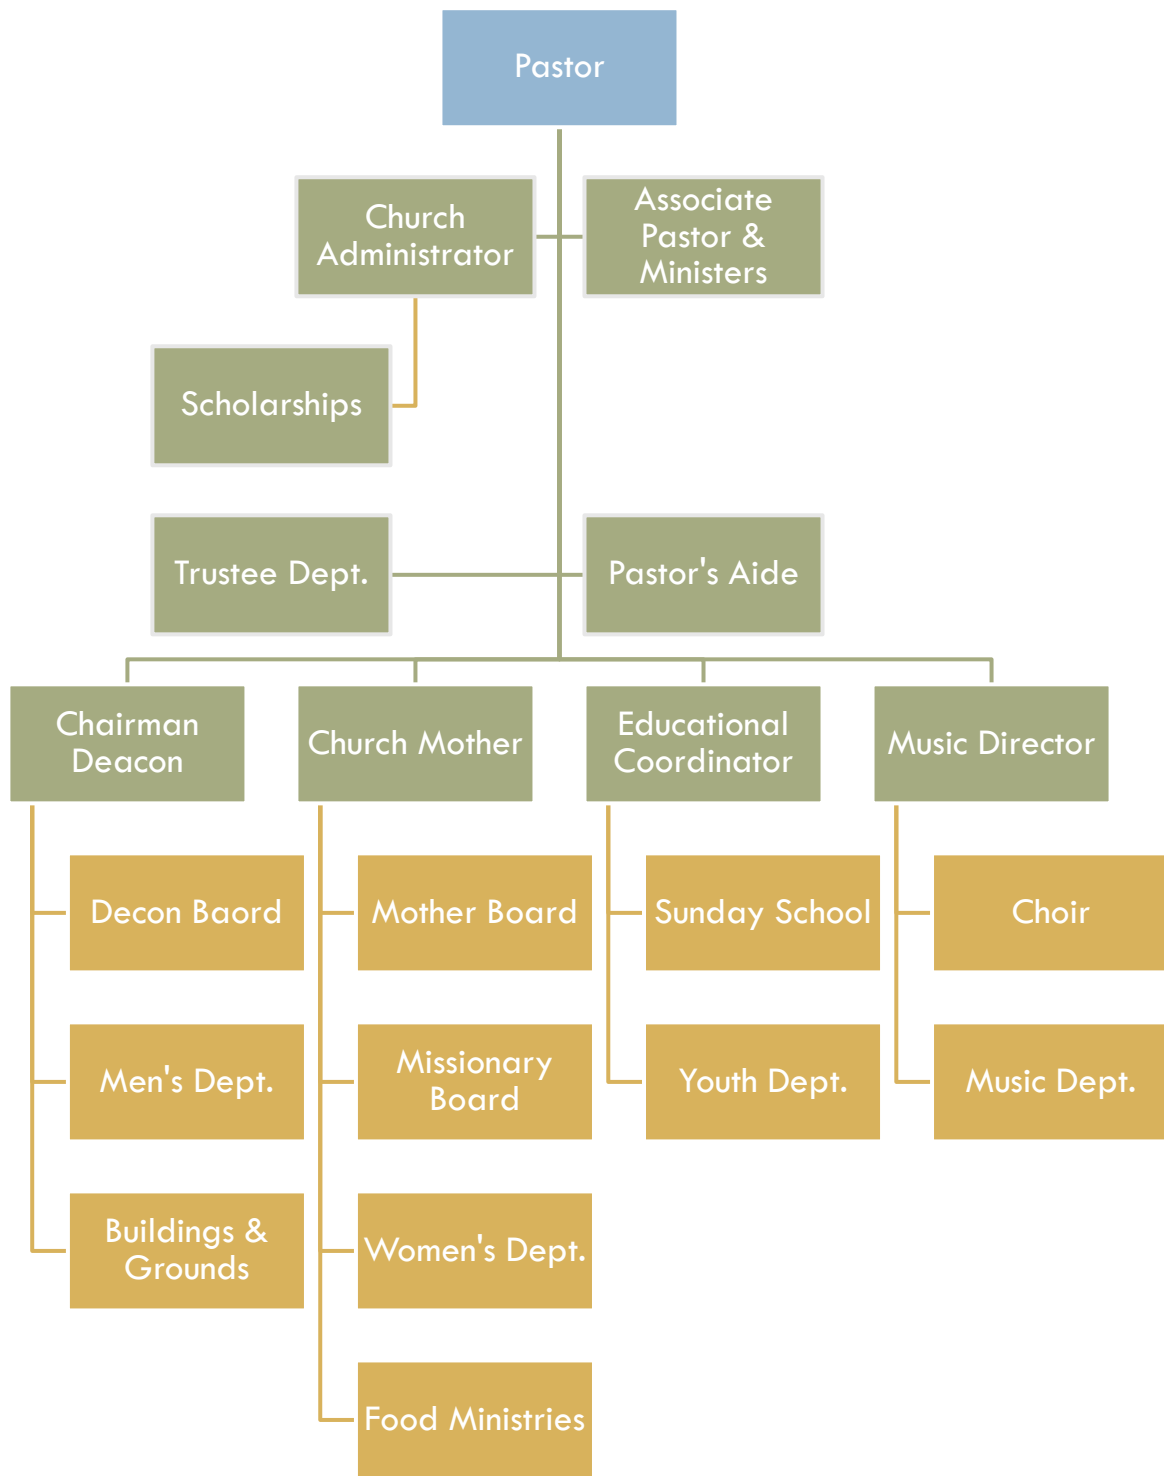 Pastor
Church
Administrator
Associate
Pastor &
Ministers
Scholarships
Trustee Dept.
Pastor's Aide
Chairman
Deacon
Church Mother
Educational
Coordinator
Music Director
Decon Baord
Mother Board
Sunday School
Choir
Men's Dept.
Missionary
Board
Youth Dept.
Music Dept.
Buildings &
Grounds
Women's Dept.
Food Ministries